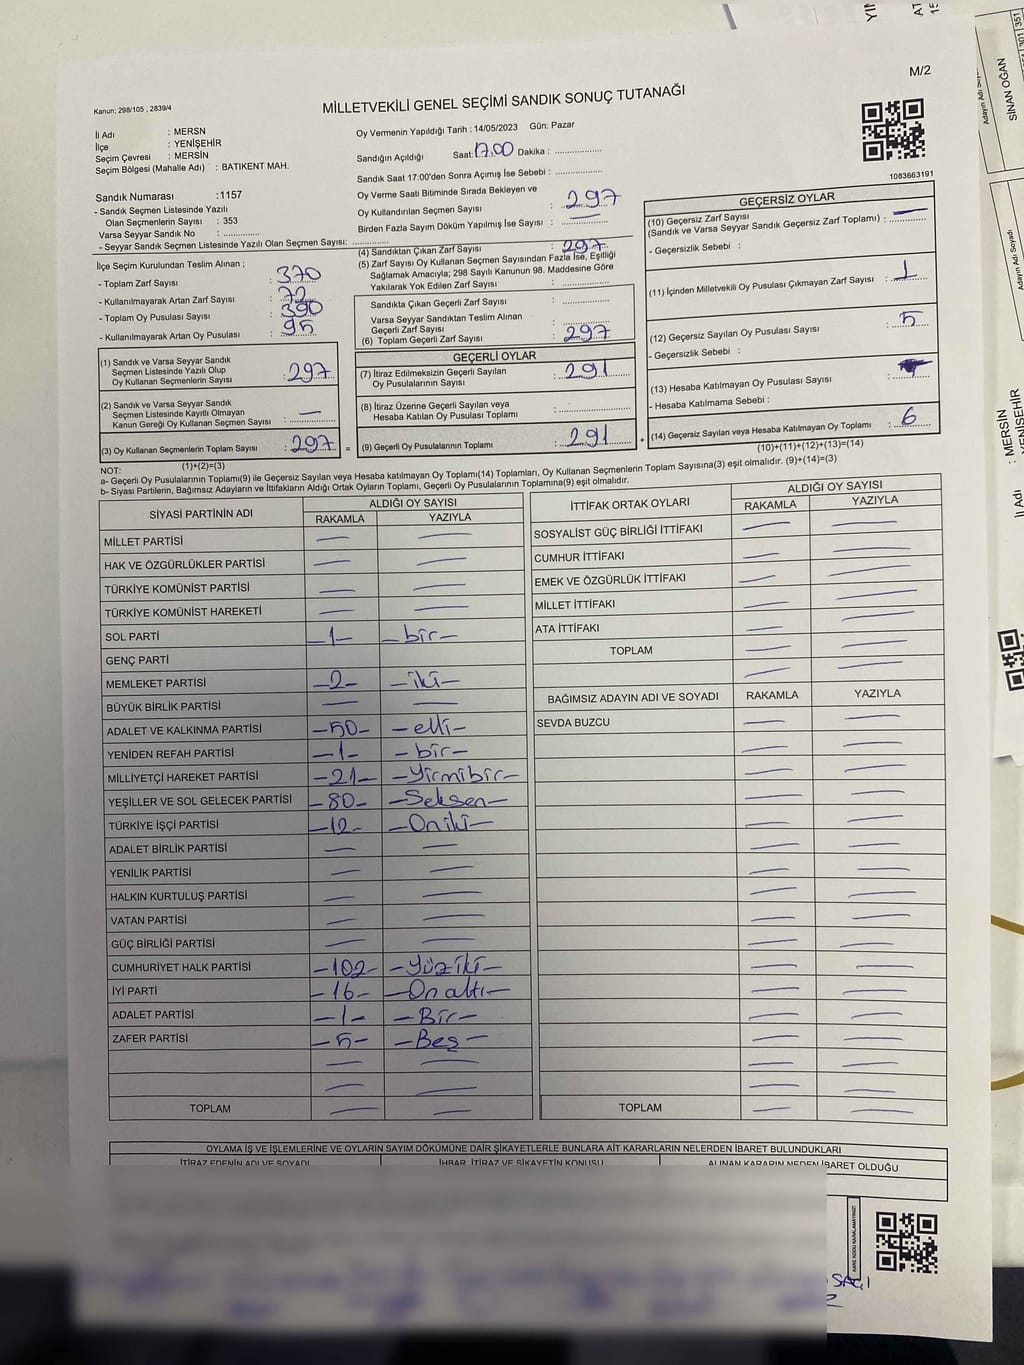 M/2
Kanun: 298/105 , 2839/4
MİLLETVEKİLİ GENEL SEÇİMİ SANDIK SONUÇ TUTANAĞI
İl Adı : MERSN
İlçe : YENİŞEHİR
Seçim Çevresi : MERSİN
Seçim Bölgesi (Mahalle Adı) : BATIKENT MAH.
Sandık Numarası :1157
- Sandık Seçmen Listesinde Yazılı
Olan Seçmenlerin Sayısı : 353
Varsa Seyyar Sandık No :
- Seyyar Sandık Seçmen Listesinde Yazılı Olan Seçmen Sayısı:
Oy Vermenin Yapıldığı Tarih : 14/05/2023 Gün: Pazar
Sandığın Açıldığı Saat: 17.00 Dakika :
Sandık Saat 17:00'den Sonra Açımış İse Sebebi :
Oy Verme Saati Bitiminde Sırada Bekleyen ve
Oy Kullandırılan Seçmen Sayısı : 297
Birden Fazla Sayım Döküm Yapılmış İse Sayısı : —
1083663191
İlçe Seçim Kurulundan Teslim Alınan ;
- Toplam Zarf Sayısı : 370
- Kullanılmayarak Artan Zarf Sayısı : 72
- Toplam Oy Pusulası Sayısı : 390
- Kullanılmayarak Artan Oy Pusulası : 95
(1) Sandık ve Varsa Seyyar Sandık
Seçmen Listesinde Yazılı Olup
Oy Kullanan Seçmenlerin Sayısı : 297
(2) Sandık ve Varsa Seyyar Sandık
Seçmen Listesinde Kayıtlı Olmayan
Kanun Gereği Oy Kullanan Seçmen Sayısı : —
(3) Oy Kullanan Seçmenlerin Toplam Sayısı : 297 =
(1)+(2)=(3)
(4) Sandıktan Çıkan Zarf Sayısı : 297
(5) Zarf Sayısı Oy Kullanan Seçmen Sayısından Fazla İse, Eşitliği
Sağlamak Amacıyla; 298 Sayılı Kanunun 98. Maddesine Göre
Yakılarak Yok Edilen Zarf Sayısı :
Sandıkta Çıkan Geçerli Zarf Sayısı :
Varsa Seyyar Sandıktan Teslim Alınan
Geçerli Zarf Sayısı :
(6) Toplam Geçerli Zarf Sayısı : 297
GEÇERLİ OYLAR
(7) İtiraz Edilmeksizin Geçerli Sayılan
Oy Pusulalarının Sayısı : 291
(8) İtiraz Üzerine Geçerli Sayılan veya
Hesaba Katılan Oy Pusulası Toplamı :
(9) Geçerli Oy Pusulalarının Toplamı : 291 +
GEÇERSİZ OYLAR
(10) Geçersiz Zarf Sayısı
(Sandık ve Varsa Seyyar Sandık Geçersiz Zarf Toplamı) : —
- Geçersizlik Sebebi :
(11) İçinden Milletvekili Oy Pusulası Çıkmayan Zarf Sayısı : 1
(12) Geçersiz Sayılan Oy Pusulası Sayısı : 5
- Geçersizlik Sebebi :
(13) Hesaba Katılmayan Oy Pusulası Sayısı :
- Hesaba Katılmama Sebebi :
(14) Geçersiz Sayılan veya Hesaba Katılmayan Oy Toplamı : 6
(10)+(11)+(12)+(13)=(14)
NOT:
a- Geçerli Oy Pusulalarının Toplamı(9) ile Geçersiz Sayılan veya Hesaba katılmayan Oy Toplamı(14) Toplamları, Oy Kullanan Seçmenlerin Toplam Sayısına(3) eşit olmalıdır. (9)+(14)=(3)
b- Siyasi Partilerin, Bağımsız Adayların ve İttifakların Aldığı Ortak Oyların Toplamı, Geçerli Oy Pusulalarının Toplamına(9) eşit olmalıdır.
SİYASİ PARTİNİN ADI ALDIĞI OY SAYISI
RAKAMLA YAZIYLA
MİLLET PARTİSİ — —
HAK VE ÖZGÜRLÜKLER PARTİSİ — —
TÜRKİYE KOMÜNİST PARTİSİ — —
TÜRKİYE KOMÜNİST HAREKETİ — —
SOL PARTİ -1- -bir-
GENÇ PARTİ
MEMLEKET PARTİSİ -2- -iki-
BÜYÜK BİRLİK PARTİSİ — —
ADALET VE KALKINMA PARTİSİ -50- -elli-
YENİDEN REFAH PARTİSİ -1- -bir-
MİLLİYETÇİ HAREKET PARTİSİ -21- -Yirmibir-
YEŞİLLER VE SOL GELECEK PARTİSİ -80- -Seksen-
TÜRKİYE İŞÇİ PARTİSİ -12- -Oniki-
ADALET BİRLİK PARTİSİ — —
YENİLİK PARTİSİ — —
HALKIN KURTULUŞ PARTİSİ — —
VATAN PARTİSİ — —
GÜÇ BİRLİĞİ PARTİSİ — —
CUMHURİYET HALK PARTİSİ -102- -Yüziki-
İYİ PARTİ -16- -Onaltı-
ADALET PARTİSİ -1- -Bir-
ZAFER PARTİSİ -5- -Beş-
— —
— —
TOPLAM — —
İTTİFAK ORTAK OYLARI ALDIĞI OY SAYISI
RAKAMLA YAZIYLA
SOSYALİST GÜÇ BİRLİĞİ İTTİFAKI — —
CUMHUR İTTİFAKI — —
EMEK VE ÖZGÜRLÜK İTTİFAKI — —
MİLLET İTTİFAKI — —
ATA İTTİFAKI — —
TOPLAM — —
BAĞIMSIZ ADAYIN ADI VE SOYADI RAKAMLA YAZIYLA
SEVDA BUZCU — —
TOPLAM — —
OYLAMA İŞ VE İŞLEMLERİNE VE OYLARIN SAYIM DÖKÜMÜNE DAİR ŞİKAYETLERLE BUNLARA AİT KARARLARIN NELERDEN İBARET BULUNDUKLARI
İTİRAZ EDENİN ADI VE SOYADI İHBAR, İTİRAZ VE ŞİKAYETİN KONUSU ALINAN KARARIN NEDEN İBARET OLDUĞU
Adayın Adı Soyadı
SİNAN OĞAN
301 351
Adayın Adı Soyadı
İl Adı : MERSİN
YENİŞEHİR